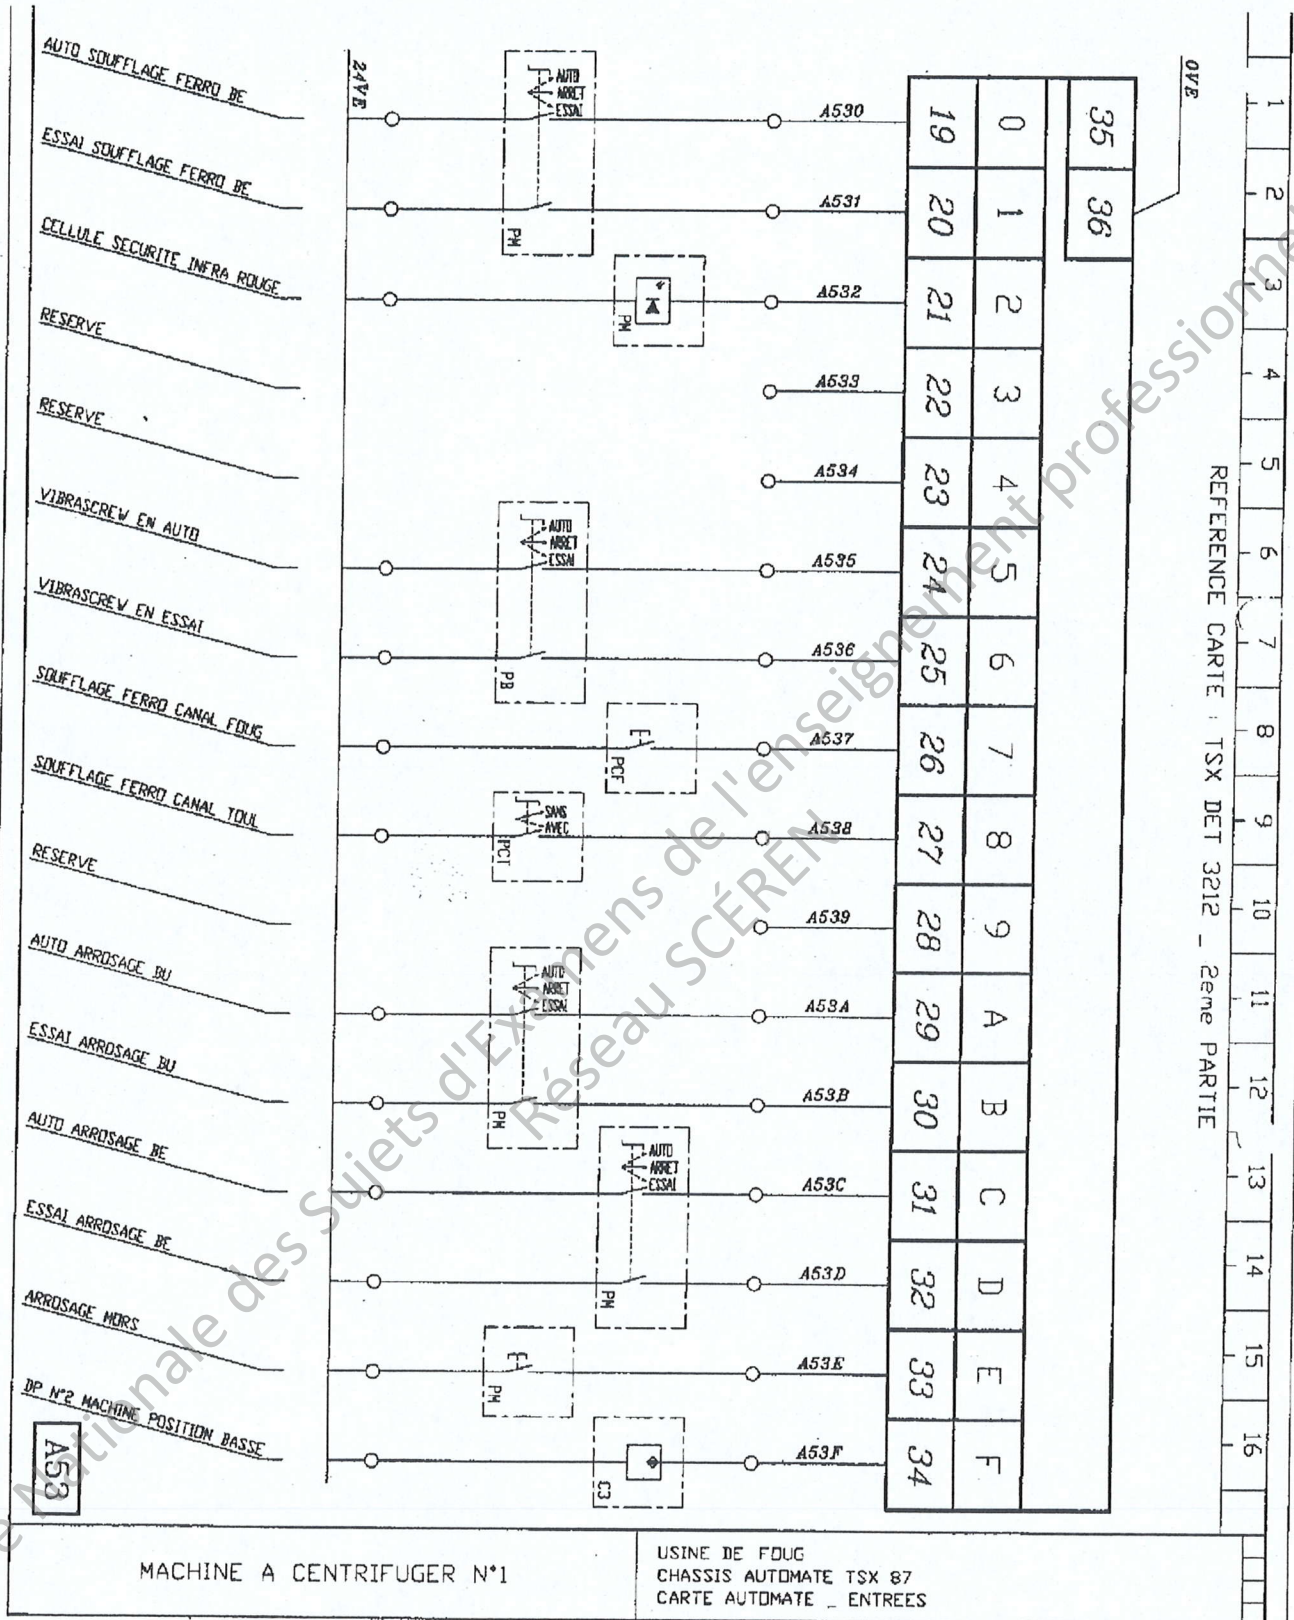 AUTO SOUFFLAGE FERRO BE
ESSAI SOUFFLAGE FERRO BE
CELLULE SECURITE INFRA ROUGE
RESERVE
RESERVE
VIBRASCREW EN AUTO
VIBRASCREW EN ESSAI
SOUFFLAGE FERRO CANAL FOUG
SOUFFLAGE FERRO CANAL TOUL
RESERVE
AUTO ARROSAGE BU
ESSAI ARROSAGE BU
AUTO ARROSAGE BE
ESSAI ARROSAGE BE
ARROSAGE MORS
DP N°2 MACHINE POSITION BASSE
A53
24VE
AUTO
ARRET
ESSAI
PM
PM
AUTO
ARRET
ESSAI
PB
PCF
SANS
AVEC
PCT
AUTO
ARRET
ESSAI
PM
AUTO
ARRET
ESSAI
PM
PM
C3
A530
A531
A532
A533
A534
A535
A536
A537
A538
A539
A53A
A53B
A53C
A53D
A53E
A53F
19 0
20 1
21 2
22 3
23 4
24 5
25 6
26 7
27 8
28 9
29 A
30 B
31 C
32 D
33 E
34 F
35
36
0VE
REFERENCE CARTE : TSX DET 3212 _ 2eme PARTIE
1
2
3
4
5
6
7
8
9
10
11
12
13
14
15
16
MACHINE A CENTRIFUGER N°1
USINE DE FOUG
CHASSIS AUTOMATE TSX 87
CARTE AUTOMATE _ ENTREES
e Nationale des Sujets d'Examens de l'enseignement professionne
Réseau SCÉREN